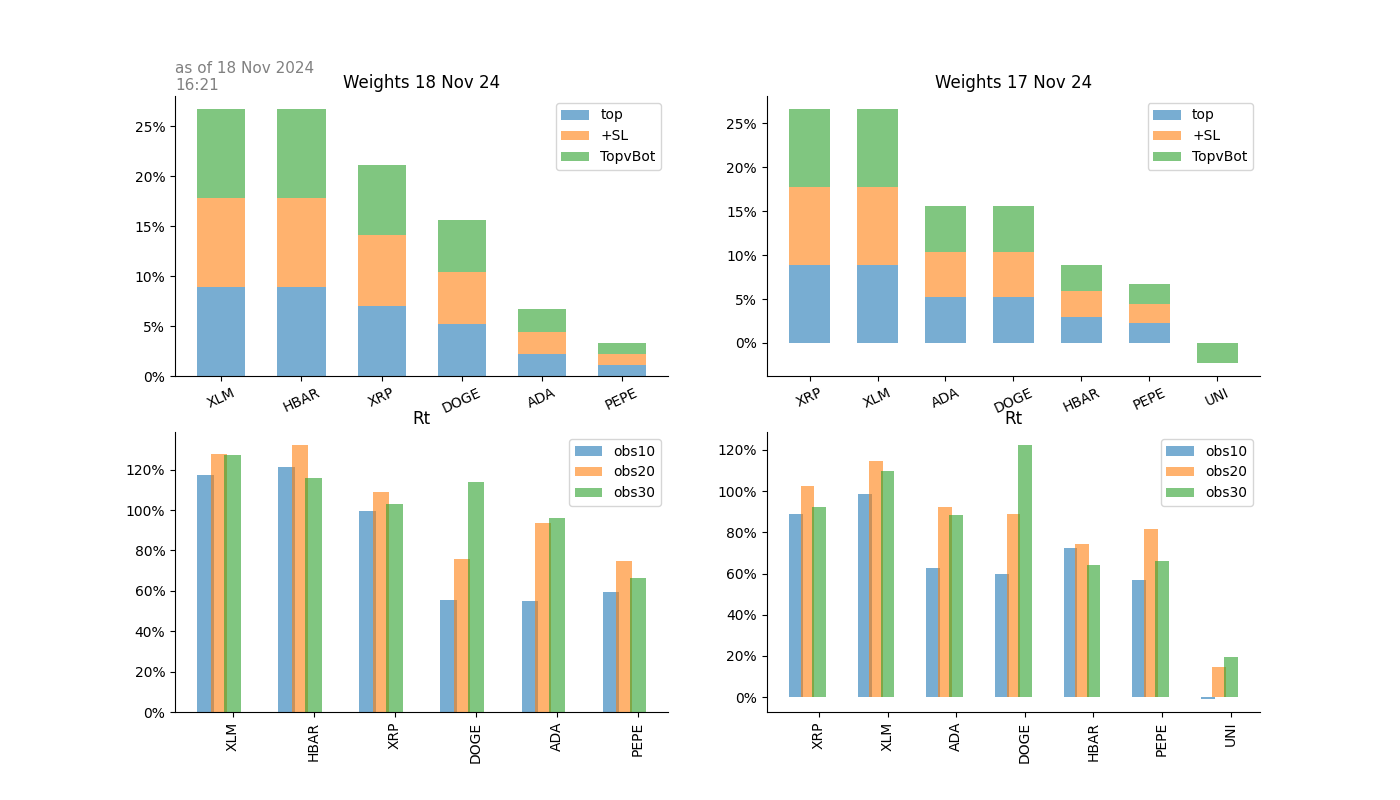 as of 18 Nov 2024
16:21
Weights 18 Nov 24
25%
20%
15%
10%
5%
0%
top
+SL
TopvBot
XLM
HBAR
XRP
DOGE
ADA
PEPE
Weights 17 Nov 24
25%
20%
15%
10%
5%
0%
top
+SL
TopvBot
XRP
XLM
ADA
DOGE
HBAR
PEPE
UNI
Rt
120%
100%
80%
60%
40%
20%
0%
obs10
obs20
obs30
XLM
HBAR
XRP
DOGE
ADA
PEPE
Rt
120%
100%
80%
60%
40%
20%
0%
obs10
obs20
obs30
XRP
XLM
ADA
DOGE
HBAR
PEPE
UNI